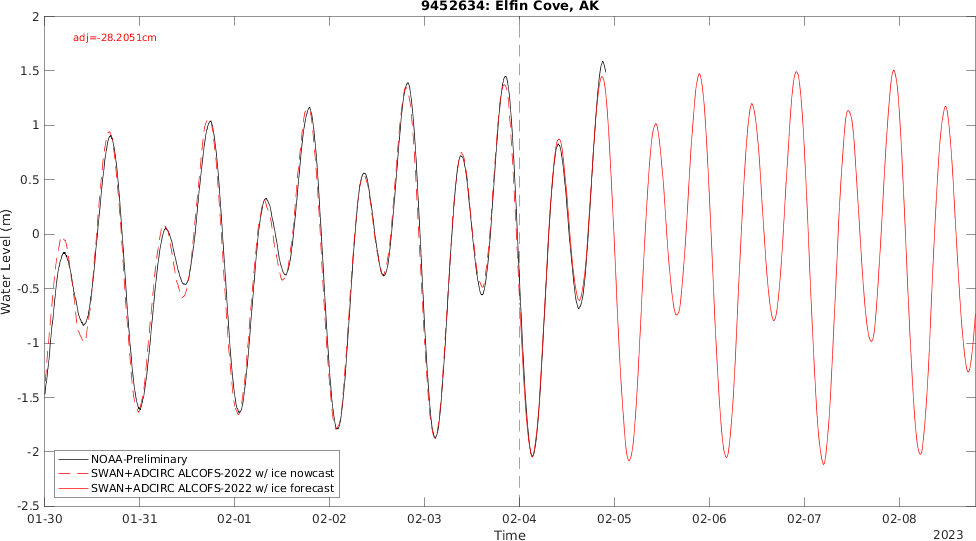 9452634: Elfin Cove, AK
adj=-28.2051cm
Water Level (m)
2
1.5
1
0.5
0
-0.5
-1
-1.5
-2
-2.5
NOAA-Preliminary
SWAN+ADCIRC ALCOFS-2022 w/ ice nowcast
SWAN+ADCIRC ALCOFS-2022 w/ ice forecast
01-30 01-31 02-01 02-02 02-03 02-04 02-05 02-06 02-07 02-08
Time
2023